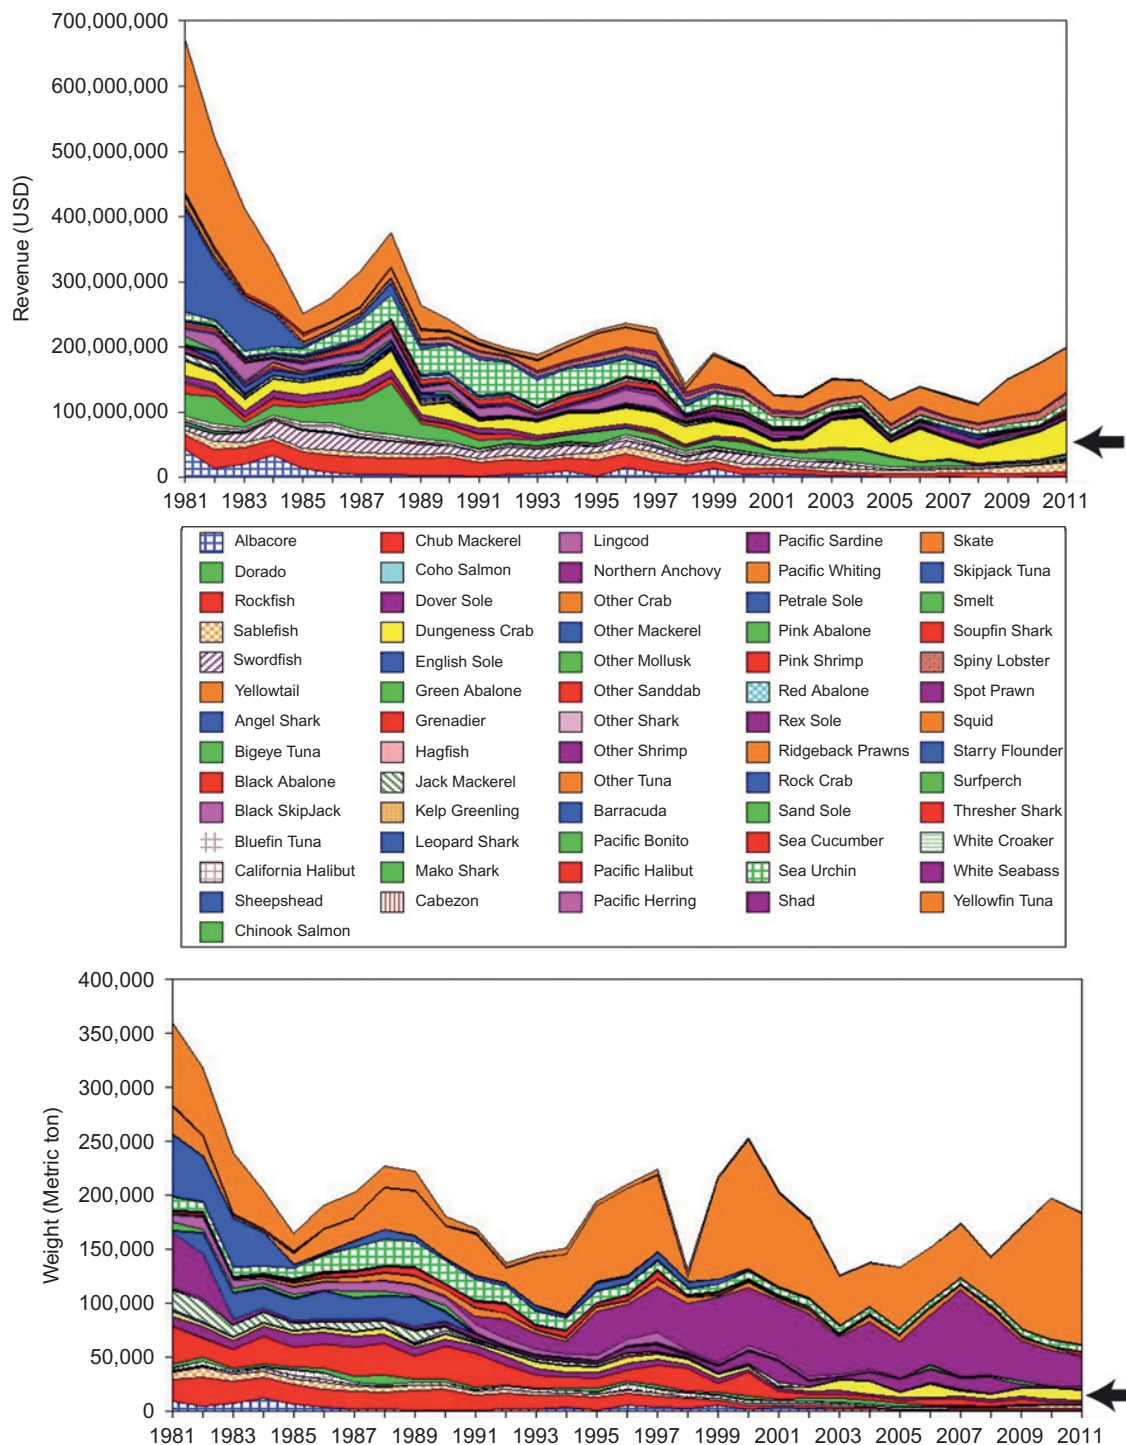 700,000,000
600,000,000
500,000,000
400,000,000
300,000,000
200,000,000
100,000,000
0
Revenue (USD)
1981 1983 1985 1987 1989 1991 1993 1995 1997 1999 2001 2003 2005 2007 2009 2011
Albacore Chub Mackerel Lingcod Pacific Sardine Skate
Dorado Coho Salmon Northern Anchovy Pacific Whiting Skipjack Tuna
Rockfish Dover Sole Other Crab Petrale Sole Smelt
Sablefish Dungeness Crab Other Mackerel Pink Abalone Soupfin Shark
Swordfish English Sole Other Mollusk Pink Shrimp Spiny Lobster
Yellowtail Green Abalone Other Sanddab Red Abalone Spot Prawn
Angel Shark Grenadier Other Shark Rex Sole Squid
Bigeye Tuna Hagfish Other Shrimp Ridgeback Prawns Starry Flounder
Black Abalone Jack Mackerel Other Tuna Rock Crab Surfperch
Black SkipJack Kelp Greenling Barracuda Sand Sole Thresher Shark
Bluefin Tuna Leopard Shark Pacific Bonito Sea Cucumber White Croaker
California Halibut Mako Shark Pacific Halibut Sea Urchin White Seabass
Sheepshead Cabezon Pacific Herring Shad Yellowfin Tuna
Chinook Salmon
400,000
350,000
300,000
250,000
200,000
150,000
100,000
50,000
0
Weight (Metric ton)
1981 1983 1985 1987 1989 1991 1993 1995 1997 1999 2001 2003 2005 2007 2009 2011